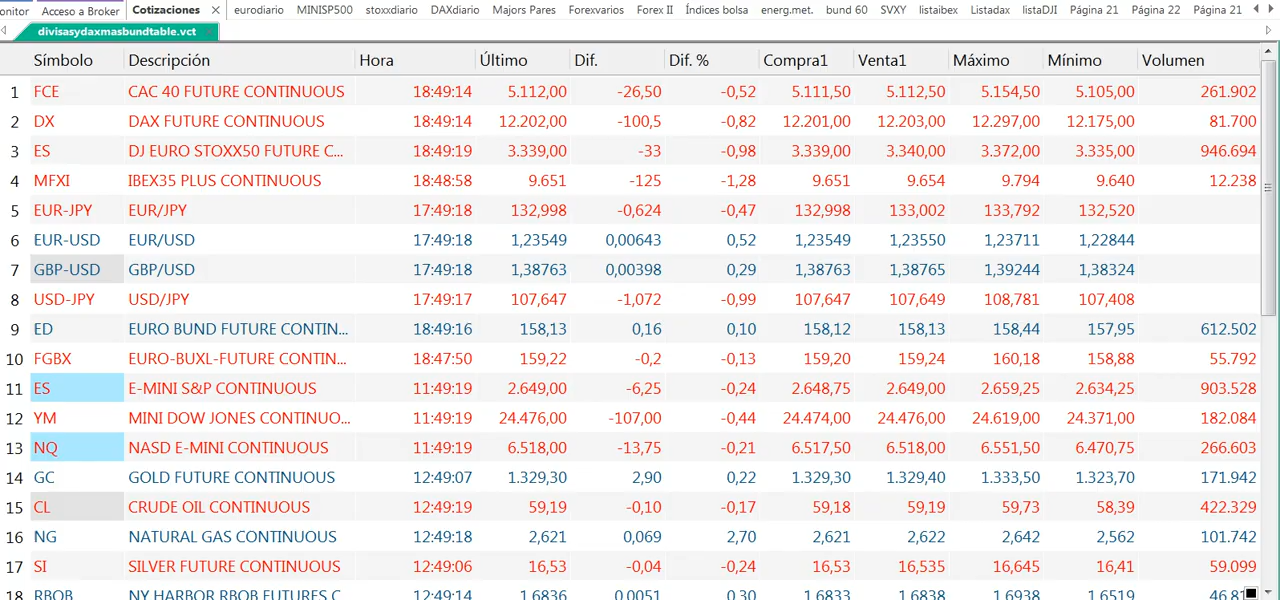 onitor Acceso a Broker Cotizaciones eurodiario MINISP500 stoxxdiario DAXdiario Majors Pares Forexvarios Forex II Índices bolsa energ.met. bund 60 SVXY listaibex Listadax listaDJI Página 21 Página 22 Página 21
divisasydaxmasbundtable.vct
Símbolo Descripción Hora Último Dif. Dif. % Compra1 Venta1 Máximo Mínimo Volumen
1 FCE CAC 40 FUTURE CONTINUOUS 18:49:14 5.112,00 -26,50 -0,52 5.111,50 5.112,50 5.154,50 5.105,00 261.902
2 DX DAX FUTURE CONTINUOUS 18:49:14 12.202,00 -100,5 -0,82 12.201,00 12.203,00 12.297,00 12.175,00 81.700
3 ES DJ EURO STOXX50 FUTURE C... 18:49:19 3.339,00 -33 -0,98 3.339,00 3.340,00 3.372,00 3.335,00 946.694
4 MFXI IBEX35 PLUS CONTINUOUS 18:48:58 9.651 -125 -1,28 9.651 9.654 9.794 9.640 12.238
5 EUR-JPY EUR/JPY 17:49:18 132,998 -0,624 -0,47 132,998 133,002 133,792 132,520
6 EUR-USD EUR/USD 17:49:18 1,23549 0,00643 0,52 1,23549 1,23550 1,23711 1,22844
7 GBP-USD GBP/USD 17:49:18 1,38763 0,00398 0,29 1,38763 1,38765 1,39244 1,38324
8 USD-JPY USD/JPY 17:49:17 107,647 -1,072 -0,99 107,647 107,649 108,781 107,408
9 ED EURO BUND FUTURE CONTIN... 18:49:16 158,13 0,16 0,10 158,12 158,13 158,44 157,95 612.502
10 FGBX EURO-BUXL-FUTURE CONTIN... 18:47:50 159,22 -0,2 -0,13 159,20 159,24 160,18 158,88 55.792
11 ES E-MINI S&P CONTINUOUS 11:49:19 2.649,00 -6,25 -0,24 2.648,75 2.649,00 2.659,25 2.634,25 903.528
12 YM MINI DOW JONES CONTINUO... 11:49:19 24.476,00 -107,00 -0,44 24.474,00 24.476,00 24.619,00 24.371,00 182.084
13 NQ NASD E-MINI CONTINUOUS 11:49:19 6.518,00 -13,75 -0,21 6.517,50 6.518,00 6.551,50 6.470,75 266.603
14 GC GOLD FUTURE CONTINUOUS 12:49:07 1.329,30 2,90 0,22 1.329,30 1.329,40 1.333,50 1.323,70 171.942
15 CL CRUDE OIL CONTINUOUS 12:49:19 59,19 -0,10 -0,17 59,18 59,19 59,73 58,39 422.329
16 NG NATURAL GAS CONTINUOUS 12:49:18 2,621 0,069 2,70 2,621 2,622 2,642 2,562 101.742
17 SI SILVER FUTURE CONTINUOUS 12:49:06 16,53 -0,04 -0,24 16,53 16,535 16,645 16,41 59.099
18 RBOB NY HARBOR RBOB FUTURES C 12:49:14 1,6836 0,0051 0,30 1,6833 1,6838 1,6938 1,6519